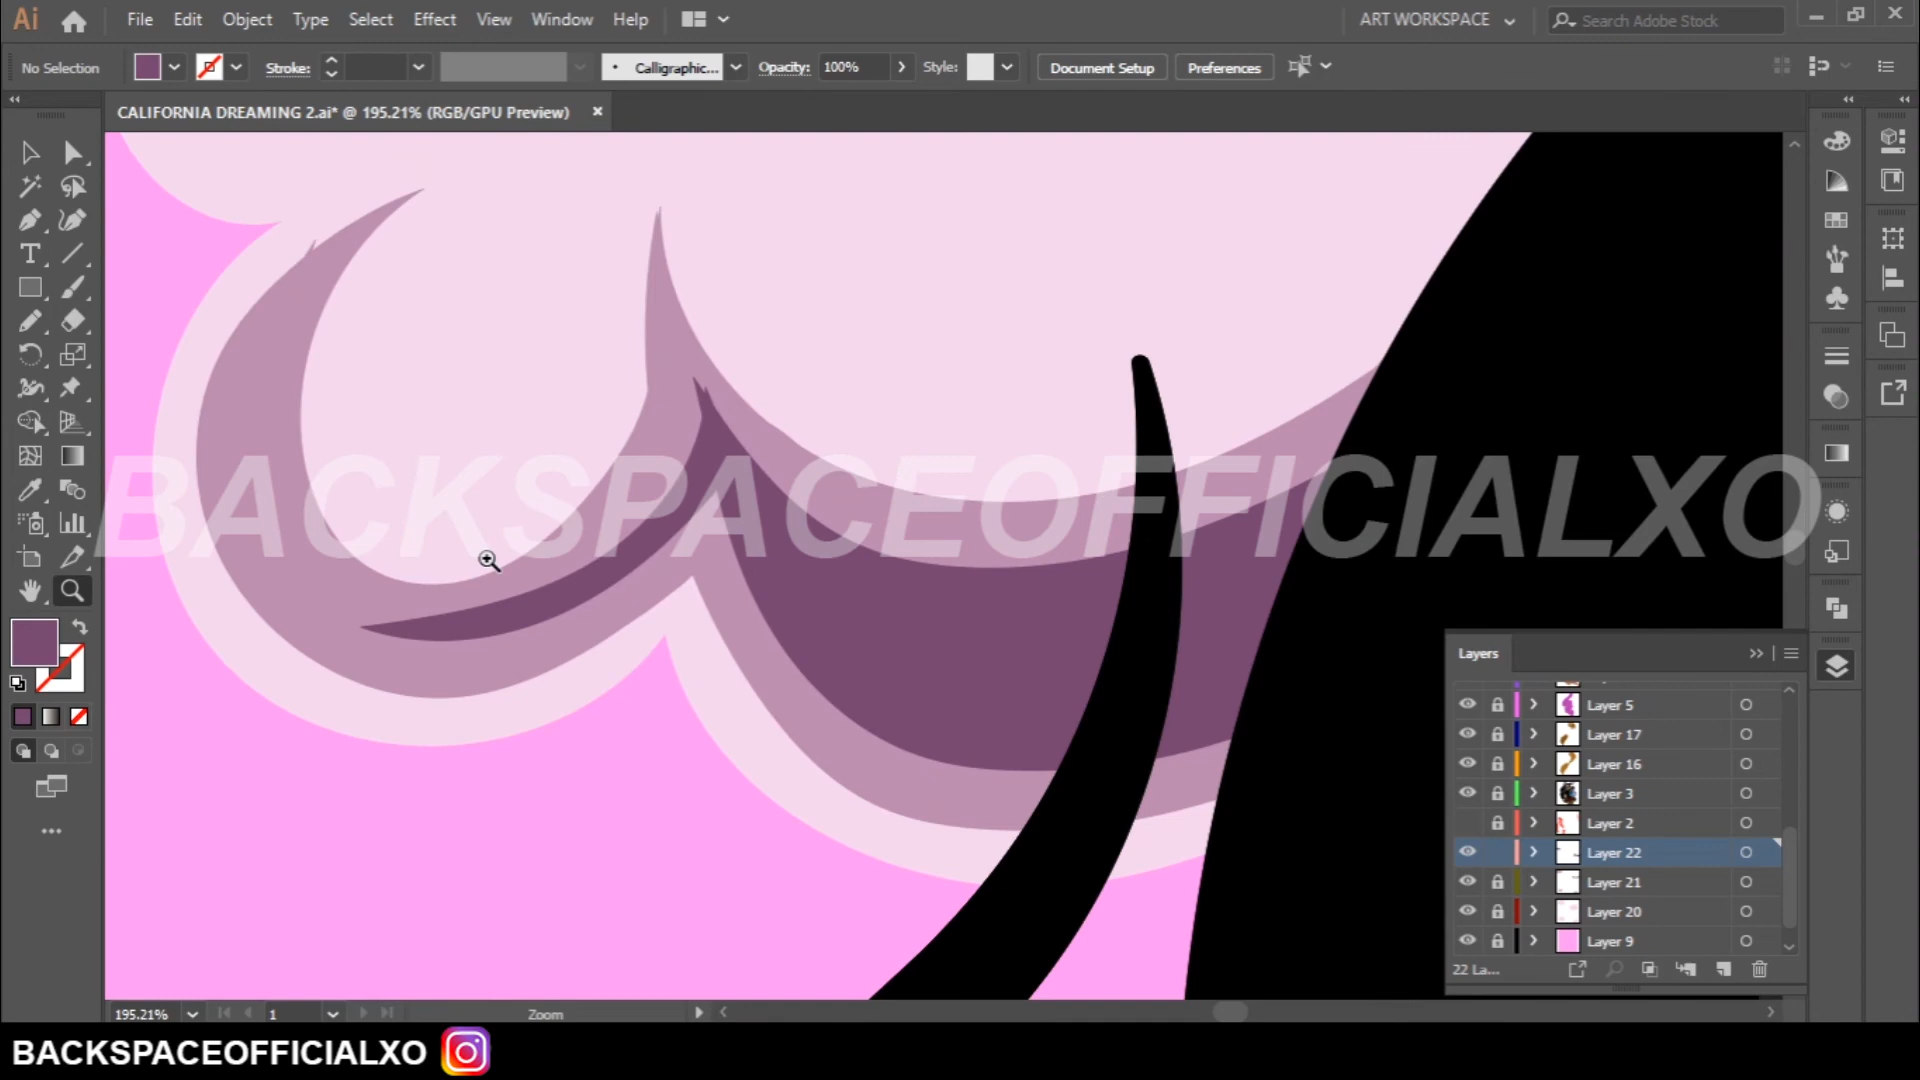 Ai File Edit Object Type Select Effect View Window Help ART WORKSPACE Search Adobe Stock
No Selection Stroke: Calligraphic... Opacity: 100% Style: Document Setup Preferences
CALIFORNIA DREAMING 2.ai* @ 195.21% (RGB/GPU Preview)
BACKSPACEOFFICIALXO
Layers
Layer 5
Layer 17
Layer 16
Layer 3
Layer 2
Layer 22
Layer 21
Layer 20
Layer 9
22 La...
195.21% 1 Zoom
BACKSPACEOFFICIALXO